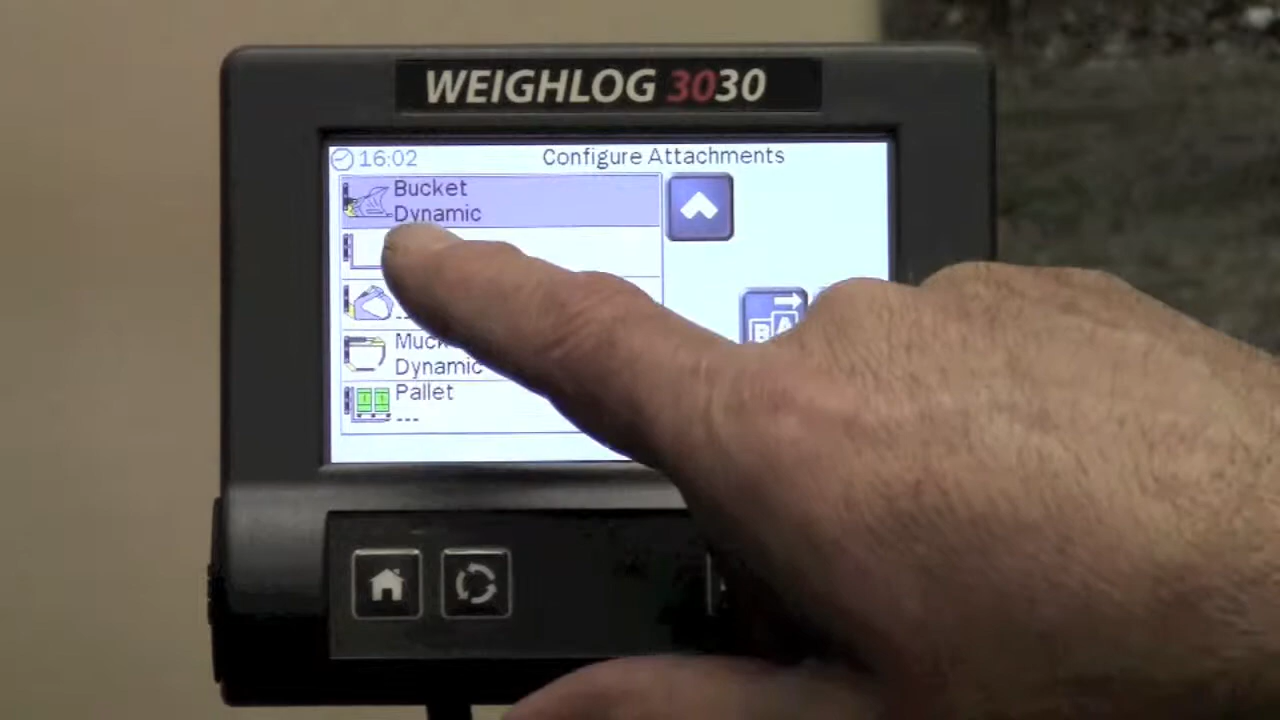 WEIGHLOG 3030
16:02
Configure Attachments
Bucket
Dynamic
Dynamic
Pallet
---